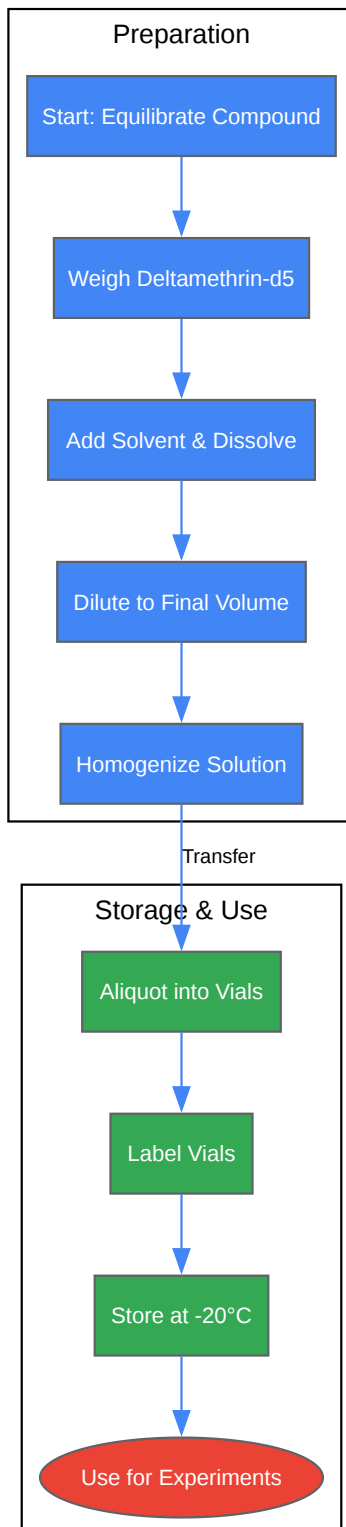 Preparation
Start: Equilibrate Compound
Weigh Deltamethrin-d5
Add Solvent & Dissolve
Dilute to Final Volume
Homogenize Solution
Transfer
Storage & Use
Aliquot into Vials
Label Vials
Store at -20°C
Use for Experiments